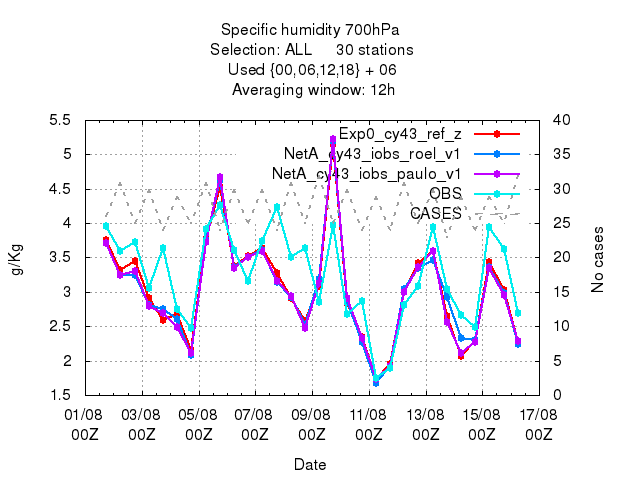 Specific humidity 700hPa
Selection: ALL 30 stations
Used {00,06,12,18} + 06
Averaging window: 12h
Exp0_cy43_ref_z
NetA_cy43_iobs_roel_v1
NetA_cy43_iobs_paulo_v1
OBS
CASES
5.5
5
4.5
4
3.5
3
2.5
2
1.5
g/Kg
40
35
30
25
20
15
10
5
0
No cases
01/08 03/08 05/08 07/08 09/08 11/08 13/08 15/08 17/08
00Z 00Z 00Z 00Z 00Z 00Z 00Z 00Z 00Z
Date